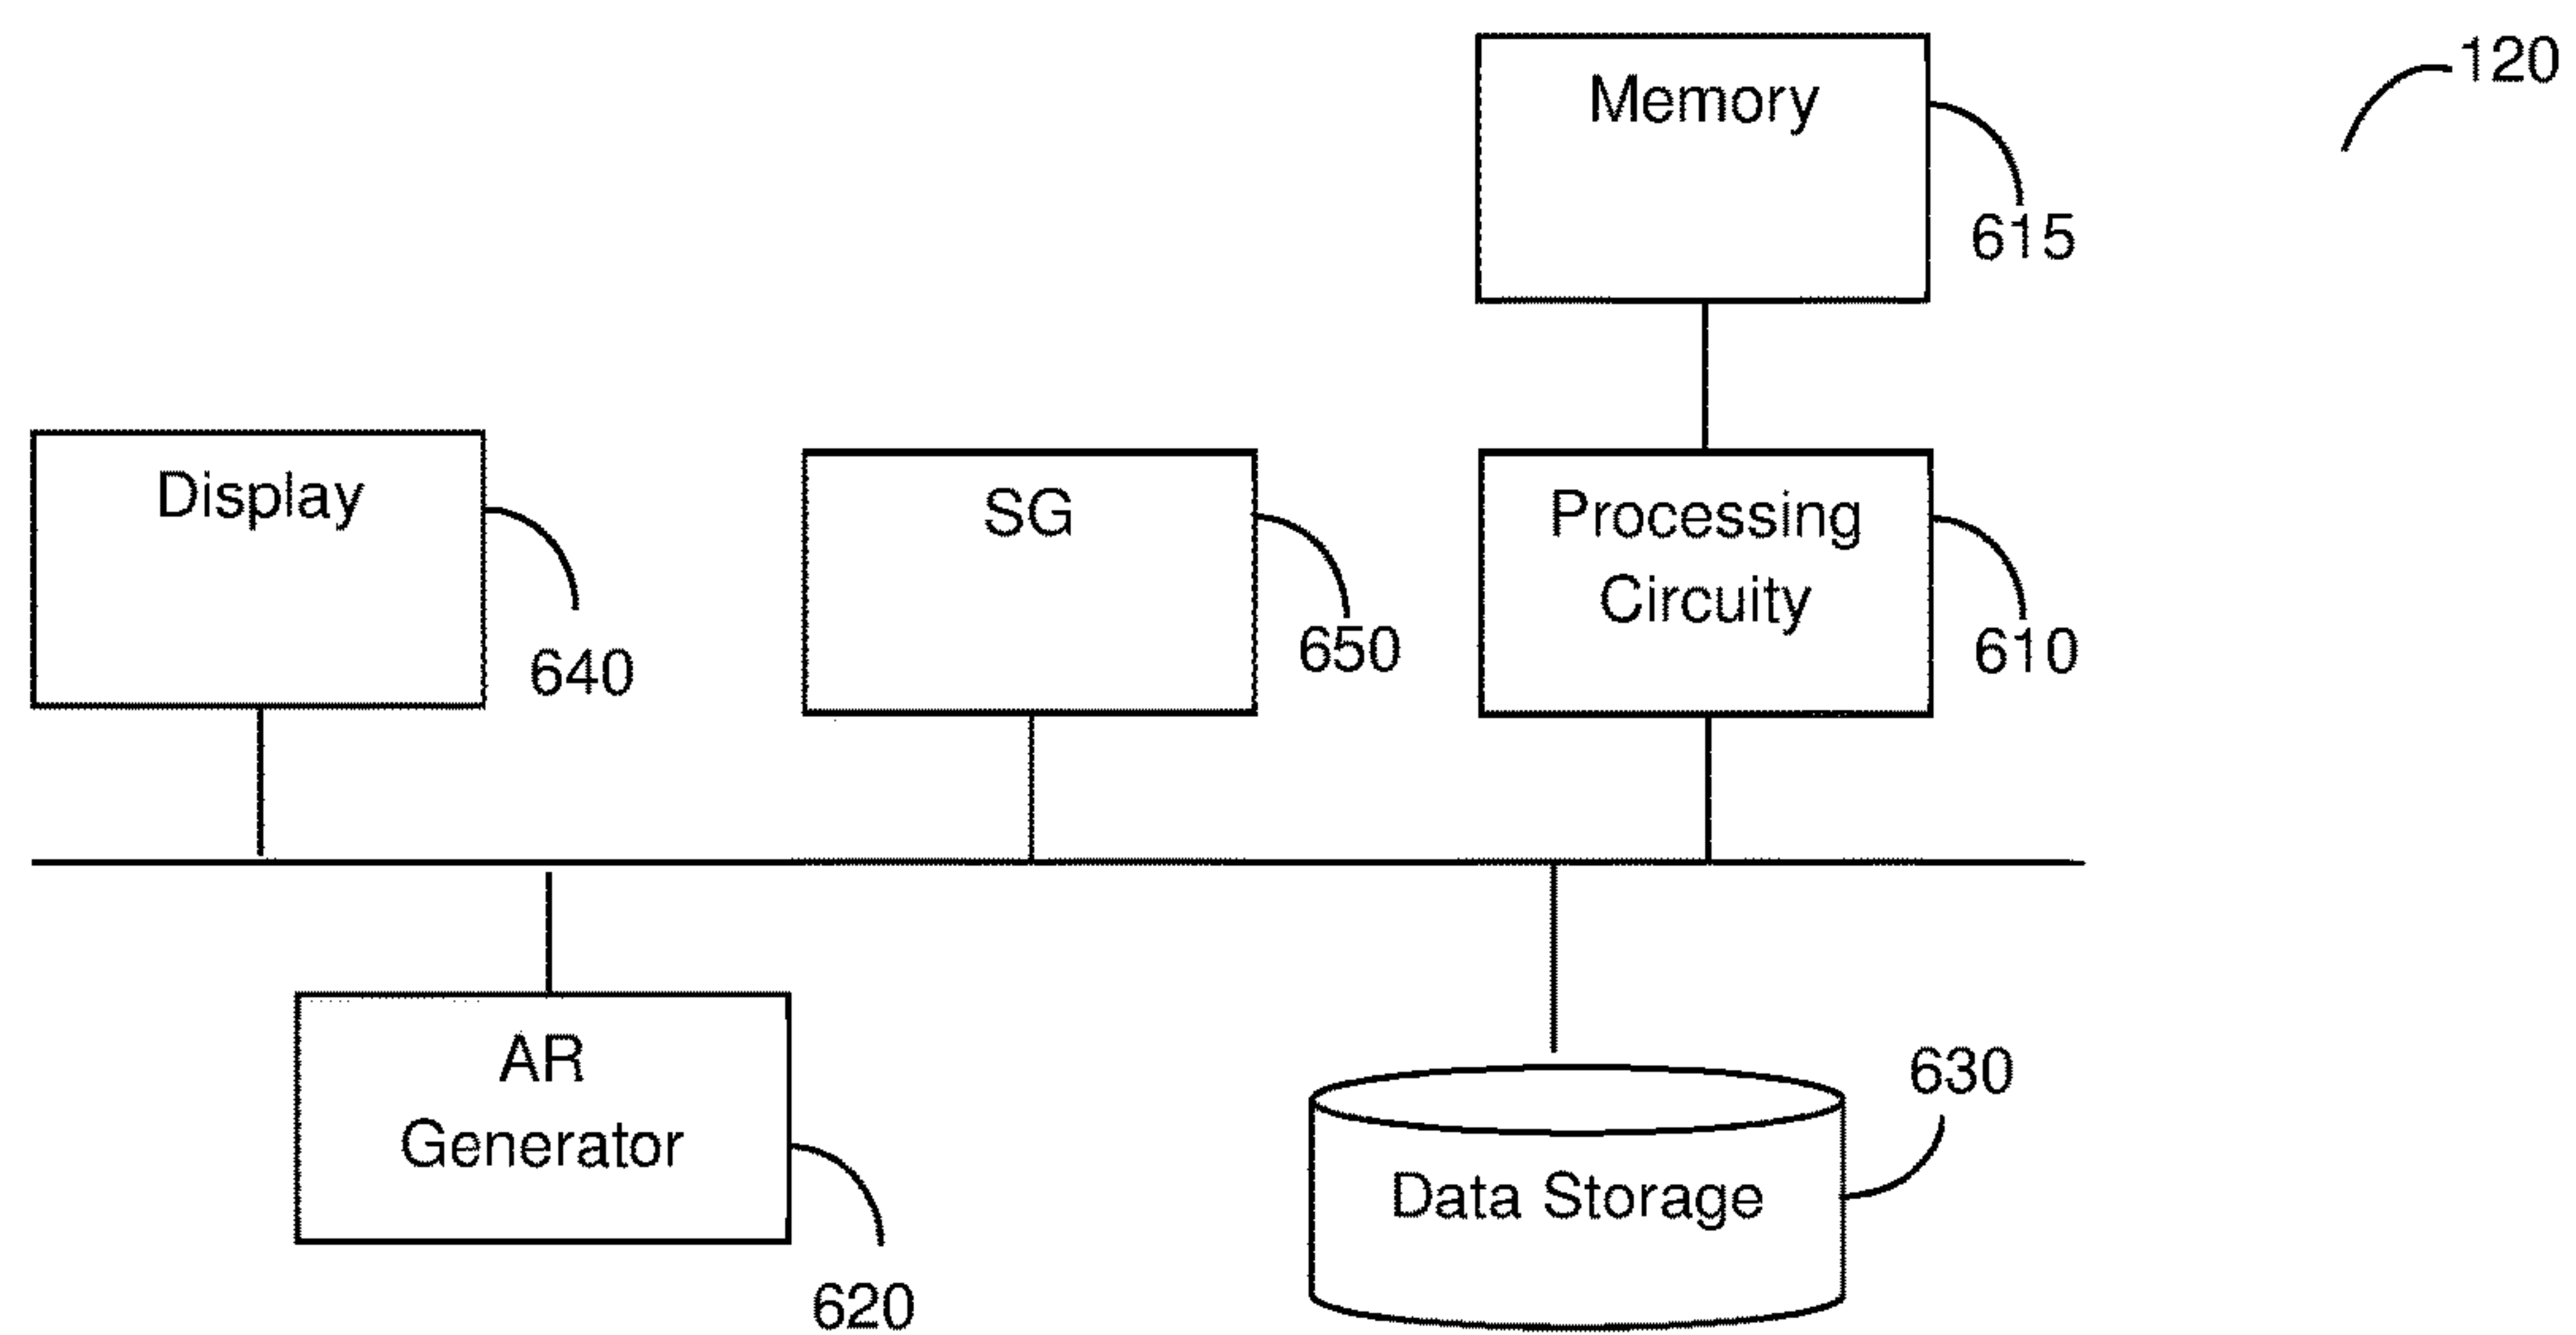 120
Memory
615
Display
640
SG
650
Processing
Circuity
610
AR
Generator
620
630
Data Storage